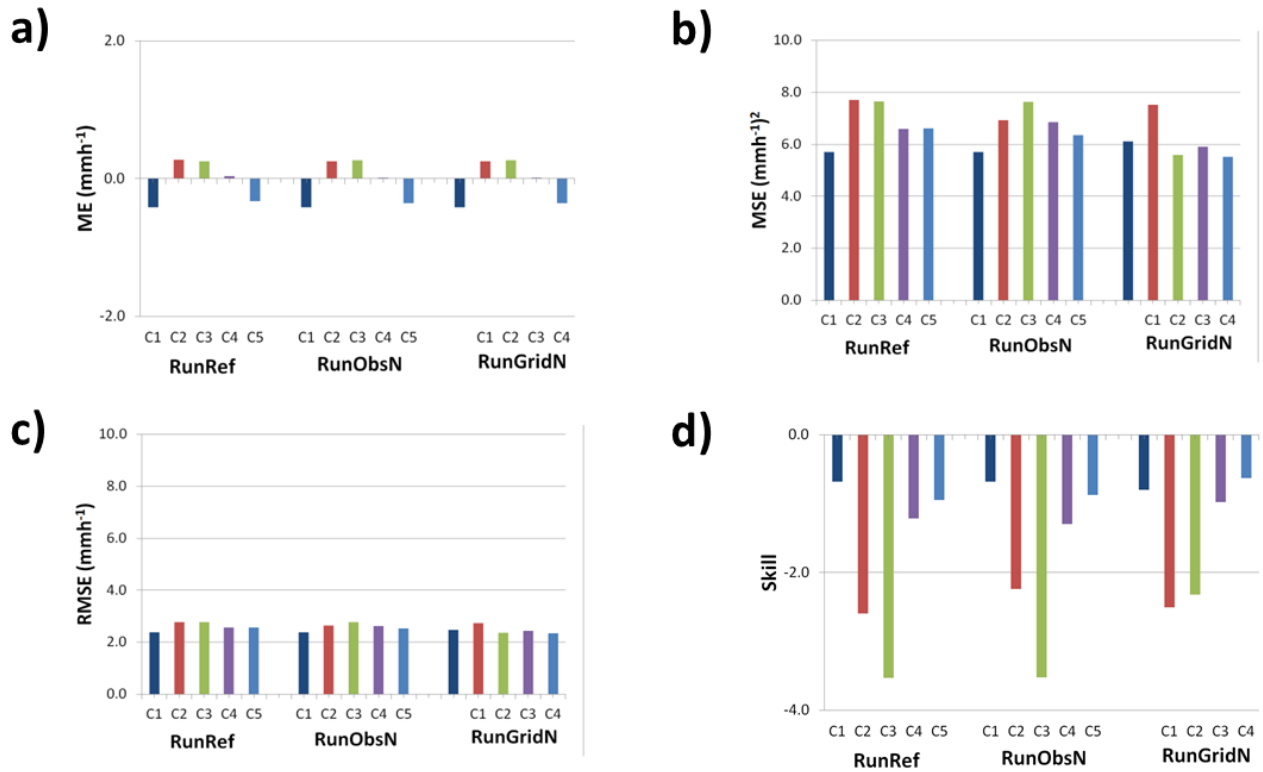 a)
2.0
0.0
-2.0
ME (mmh⁻¹)
C1 C2 C3 C4 C5 C1 C2 C3 C4 C5 C1 C2 C3 C4
RunRef RunObsN RunGridN
b)
10.0
8.0
6.0
4.0
2.0
0.0
MSE (mmh⁻¹)²
C1 C2 C3 C4 C5 C1 C2 C3 C4 C5 C1 C2 C3 C4
RunRef RunObsN RunGridN
c)
10.0
8.0
6.0
4.0
2.0
0.0
RMSE (mmh⁻¹)
C1 C2 C3 C4 C5 C1 C2 C3 C4 C5 C1 C2 C3 C4
RunRef RunObsN RunGridN
d)
0.0
-2.0
-4.0
Skill
C1 C2 C3 C4 C5 C1 C2 C3 C4 C5 C1 C2 C3 C4
RunRef RunObsN RunGridN